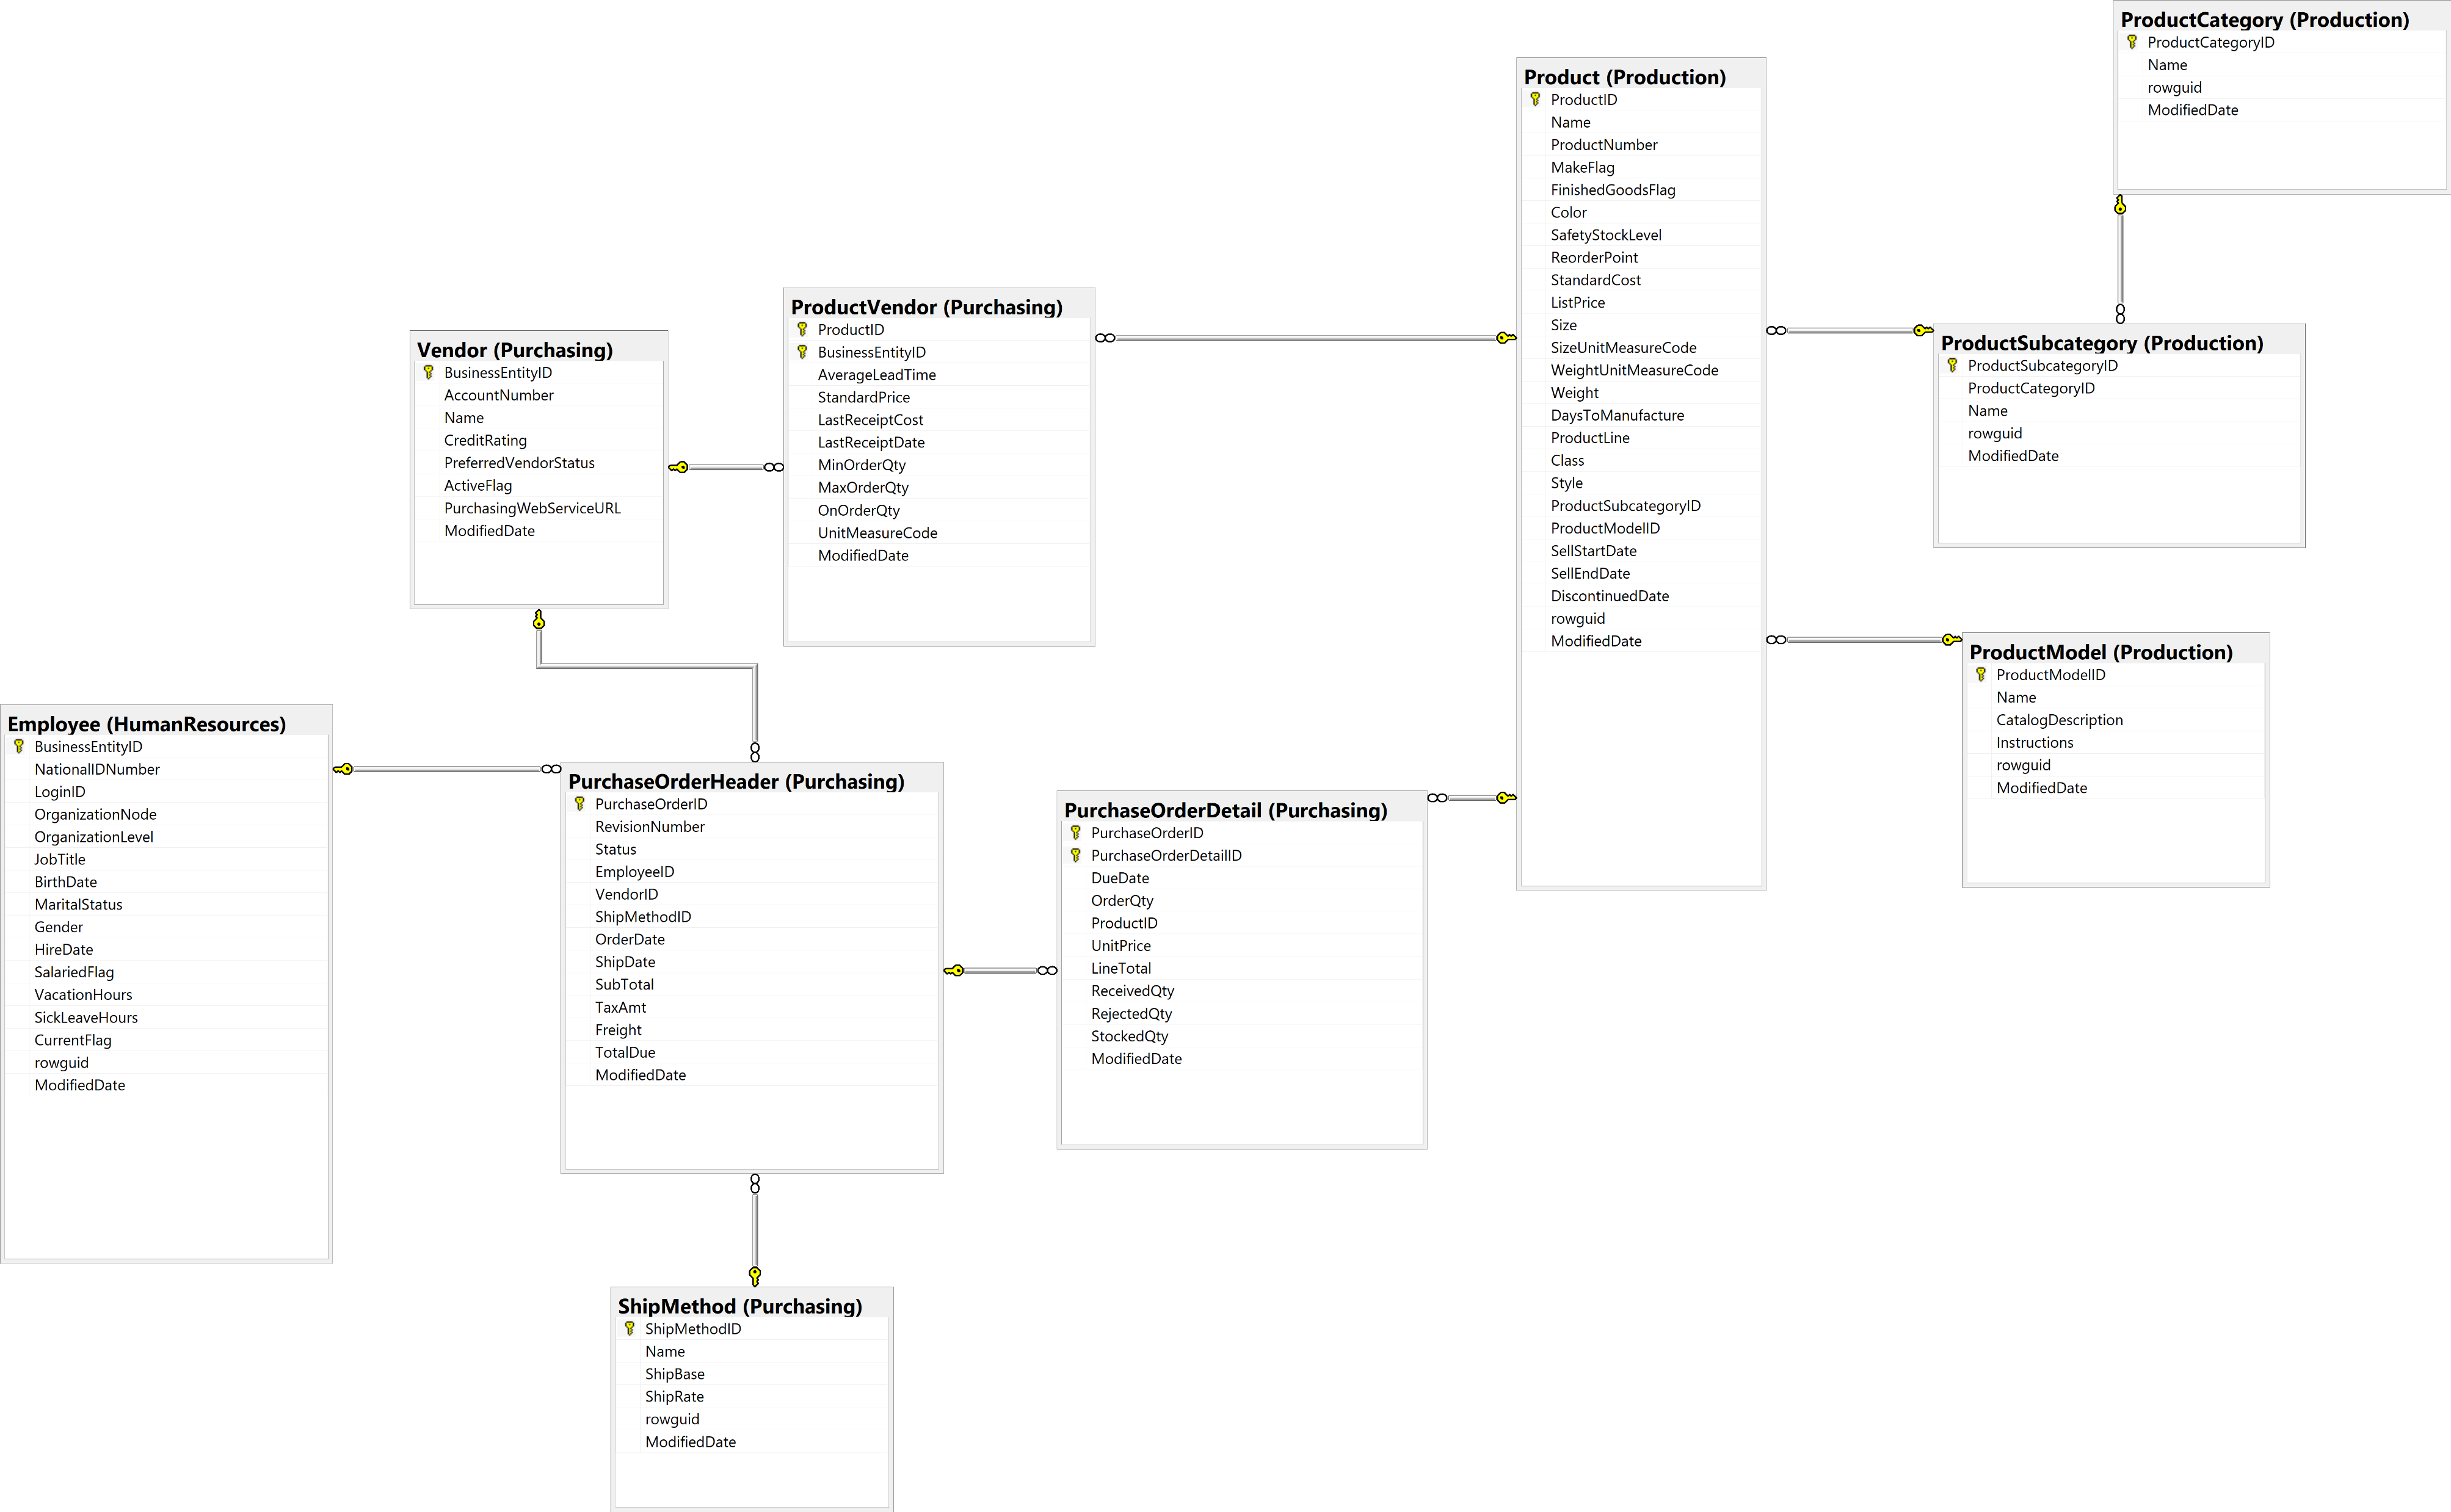 ProductCategory (Production)
ProductCategoryID
Name
rowguid
ModifiedDate
Product (Production)
ProductID
Name
ProductNumber
MakeFlag
FinishedGoodsFlag
Color
SafetyStockLevel
ReorderPoint
StandardCost
ListPrice
Size
SizeUnitMeasureCode
WeightUnitMeasureCode
Weight
DaysToManufacture
ProductLine
Class
Style
ProductSubcategoryID
ProductModelID
SellStartDate
SellEndDate
DiscontinuedDate
rowguid
ModifiedDate
ProductVendor (Purchasing)
ProductID
BusinessEntityID
AverageLeadTime
StandardPrice
LastReceiptCost
LastReceiptDate
MinOrderQty
MaxOrderQty
OnOrderQty
UnitMeasureCode
ModifiedDate
Vendor (Purchasing)
BusinessEntityID
AccountNumber
Name
CreditRating
PreferredVendorStatus
ActiveFlag
PurchasingWebServiceURL
ModifiedDate
ProductSubcategory (Production)
ProductSubcategoryID
ProductCategoryID
Name
rowguid
ModifiedDate
ProductModel (Production)
ProductModelID
Name
CatalogDescription
Instructions
rowguid
ModifiedDate
Employee (HumanResources)
BusinessEntityID
NationalIDNumber
LoginID
OrganizationNode
OrganizationLevel
JobTitle
BirthDate
MaritalStatus
Gender
HireDate
SalariedFlag
VacationHours
SickLeaveHours
CurrentFlag
rowguid
ModifiedDate
PurchaseOrderHeader (Purchasing)
PurchaseOrderID
RevisionNumber
Status
EmployeeID
VendorID
ShipMethodID
OrderDate
ShipDate
SubTotal
TaxAmt
Freight
TotalDue
ModifiedDate
PurchaseOrderDetail (Purchasing)
PurchaseOrderID
PurchaseOrderDetailID
DueDate
OrderQty
ProductID
UnitPrice
LineTotal
ReceivedQty
RejectedQty
StockedQty
ModifiedDate
ShipMethod (Purchasing)
ShipMethodID
Name
ShipBase
ShipRate
rowguid
ModifiedDate